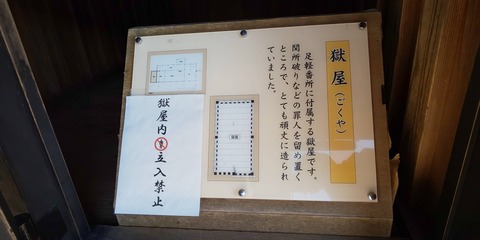 獄屋（ごくや）
足軽番所に付属する獄屋です。
関所破りなどの罪人を留め置く
ところで、とても頑丈に造られ
ていました。
獄屋内
立入禁止